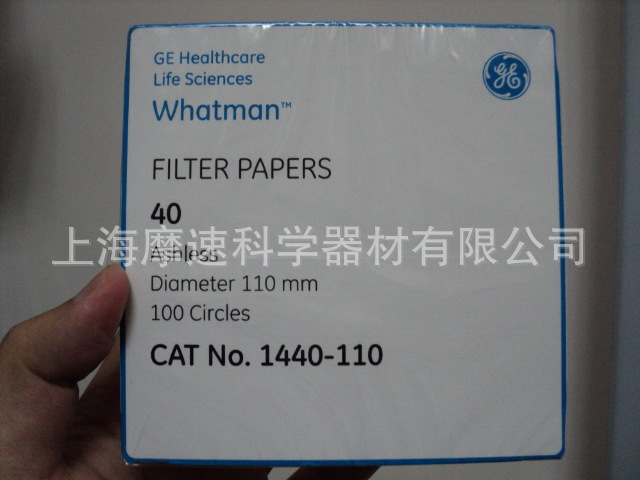 GE Healthcare
Life Sciences
Whatman™
GE
FILTER PAPERS
40
上海摩速科学器材有限公司
Ashless
Diameter 110 mm
100 Circles
CAT No. 1440-110